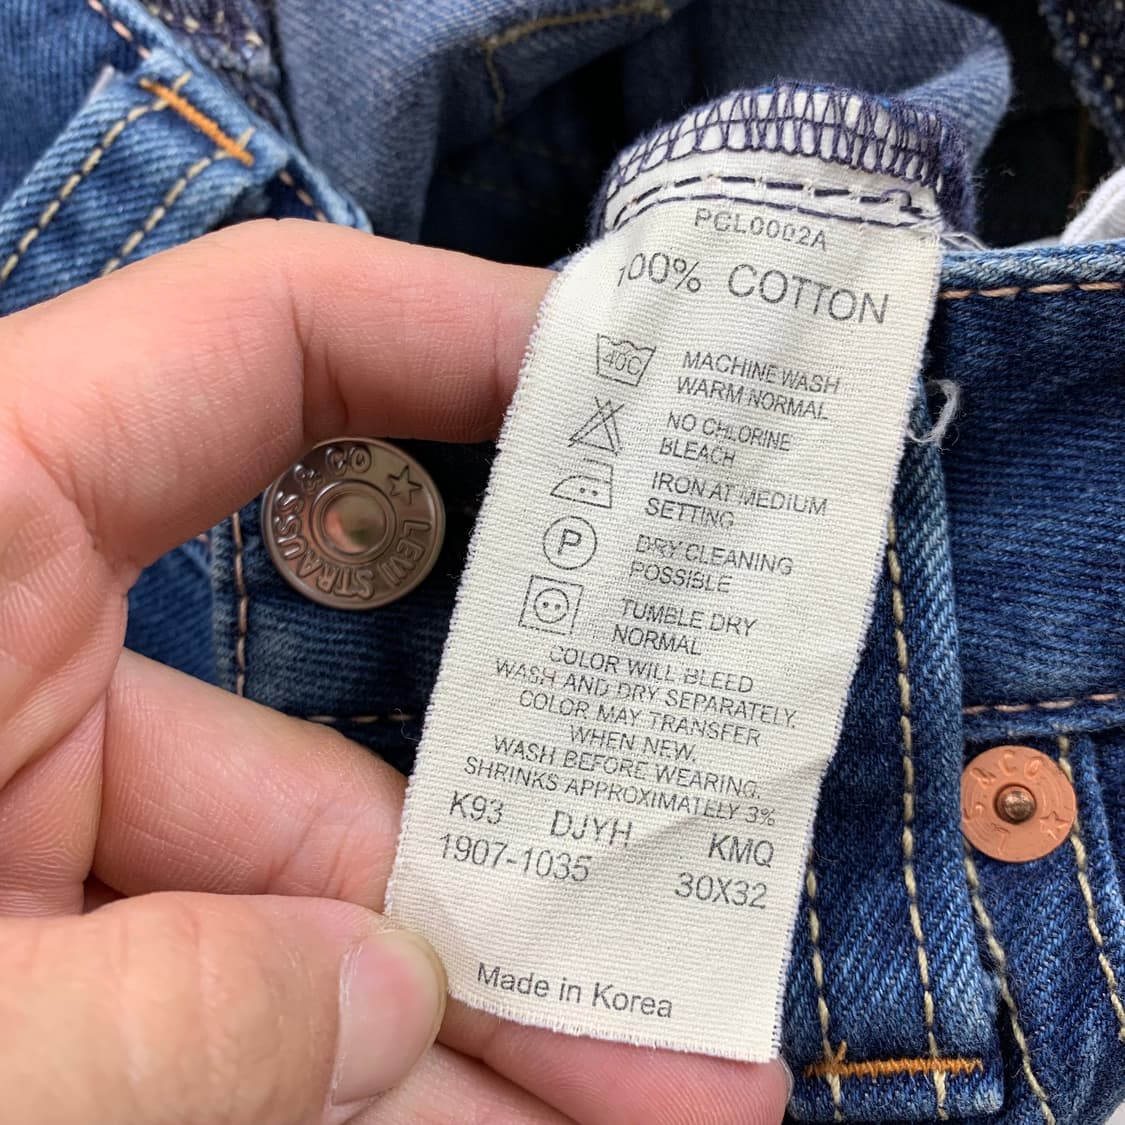 PCL0002A
100% COTTON
40C
MACHINE WASH
WARM NORMAL
NO CHLORINE
BLEACH
IRON AT MEDIUM
SETTING
P
DRY CLEANING
POSSIBLE
TUMBLE DRY
NORMAL
COLOR WILL BLEED
WASH AND DRY SEPARATELY.
COLOR MAY TRANSFER
WHEN NEW.
WASH BEFORE WEARING.
SHRINKS APPROXIMATELY 3%
K93 DJYH KMQ
1907-1035 30X32
Made in Korea
LEVI STRAUSS & CO
S & CO